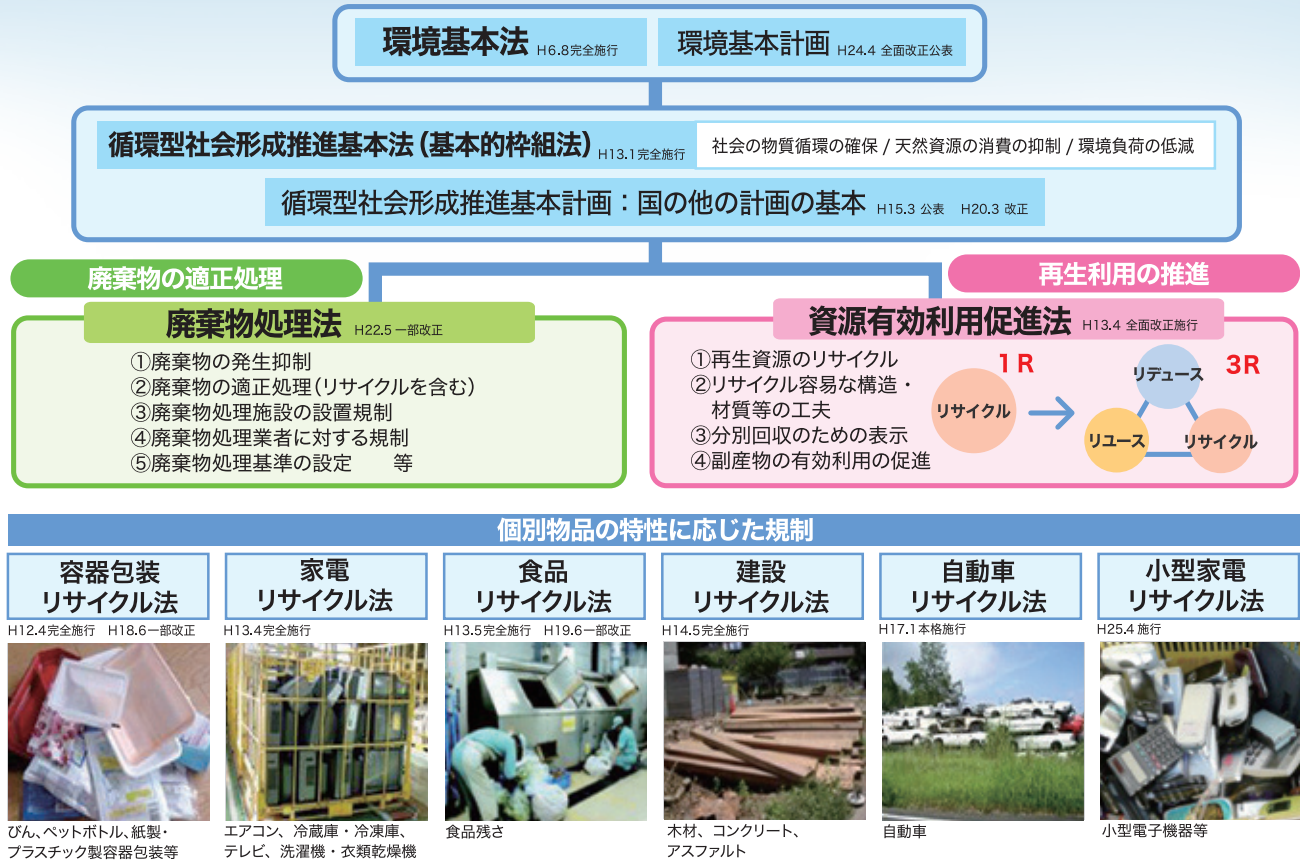 環境基本法 H6.8完全施行
環境基本計画 H24.4 全面改正公表
循環型社会形成推進基本法(基本的枠組法) H13.1完全施行
社会の物質循環の確保 / 天然資源の消費の抑制 / 環境負荷の低減
循環型社会形成推進基本計画:国の他の計画の基本 H15.3 公表 H20.3 改正
廃棄物の適正処理
廃棄物処理法 H22.5 一部改正
①廃棄物の発生抑制
②廃棄物の適正処理(リサイクルを含む)
③廃棄物処理施設の設置規制
④廃棄物処理業者に対する規制
⑤廃棄物処理基準の設定 等
再生利用の推進
資源有効利用促進法 H13.4 全面改正施行
①再生資源のリサイクル
②リサイクル容易な構造・
材質等の工夫
③分別回収のための表示
④副産物の有効利用の促進
1R
リサイクル
3R
リデュース
リユース
リサイクル
個別物品の特性に応じた規制
容器包装
リサイクル法
H12.4完全施行 H18.6一部改正
びん、ペットボトル、紙製・
プラスチック製容器包装等
家電
リサイクル法
H13.4完全施行
エアコン、冷蔵庫・冷凍庫、
テレビ、洗濯機・衣類乾燥機
食品
リサイクル法
H13.5完全施行 H19.6一部改正
食品残さ
建設
リサイクル法
H14.5完全施行
木材、コンクリート、
アスファルト
自動車
リサイクル法
H17.1本格施行
自動車
小型家電
リサイクル法
H25.4 施行
小型電子機器等